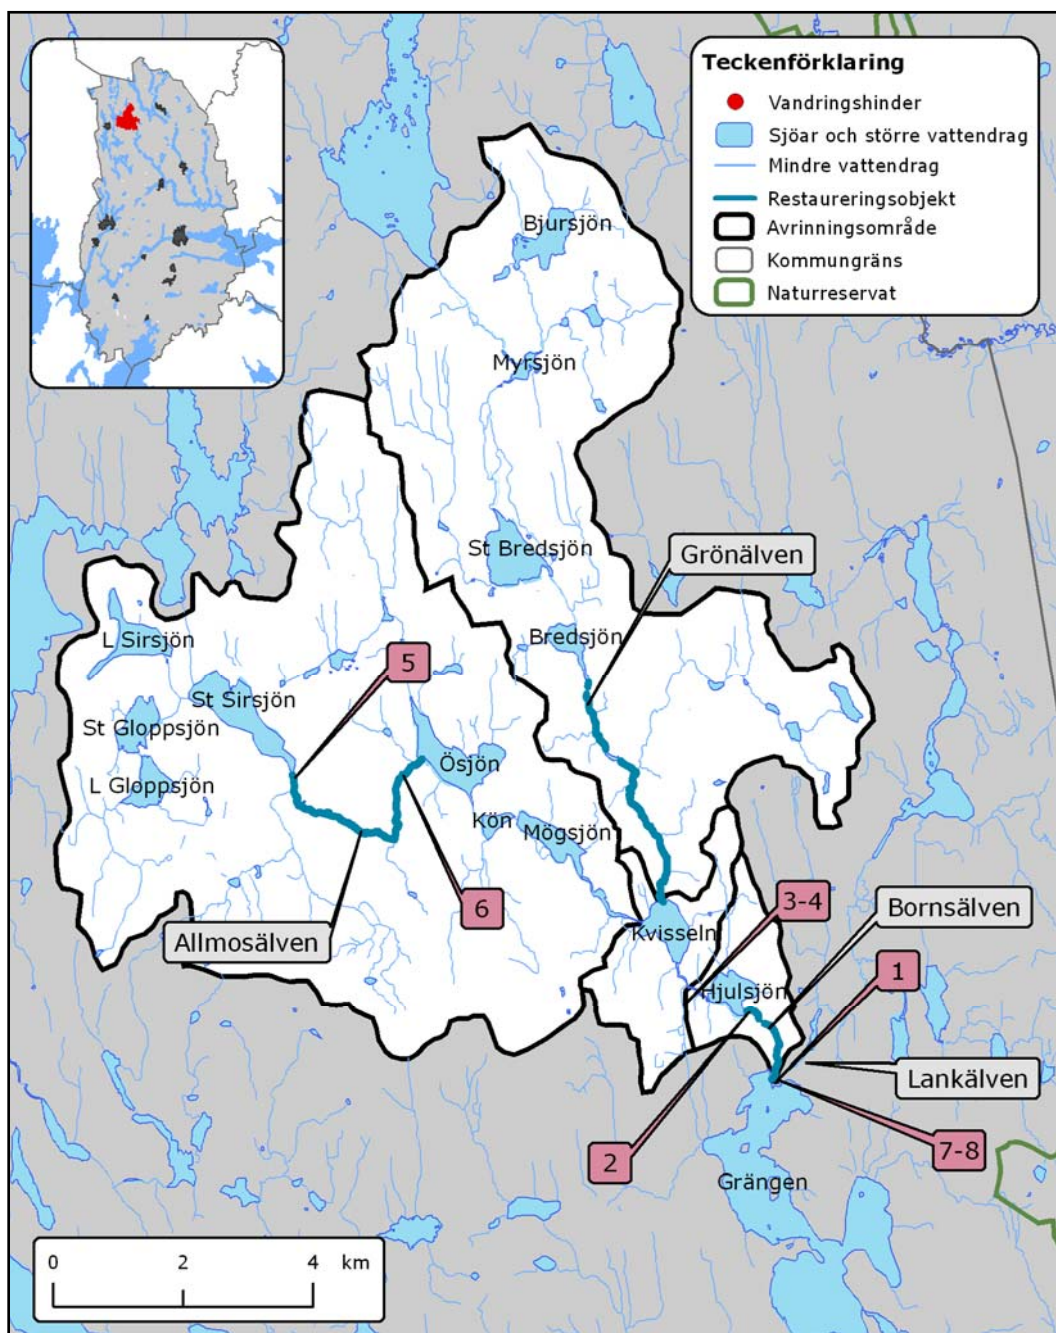 Teckenförklaring
Vandringshinder
Sjöar och större vattendrag
Mindre vattendrag
Restaureringsobjekt
Avrinningsområde
Kommungräns
Naturreservat
Bjursjön
Myrsjön
St Bredsjön
Grönälven
Bredsjön
L Sirsjön
5
St Sirsjön
St Gloppsjön
Ösjön
L Gloppsjön
Kön
Mögsjön
3-4
6
Bornsälven
Allmosälven
Kvisseln
1
Hjulsjön
Lankälven
7-8
2
Grängen
0 2 4 km